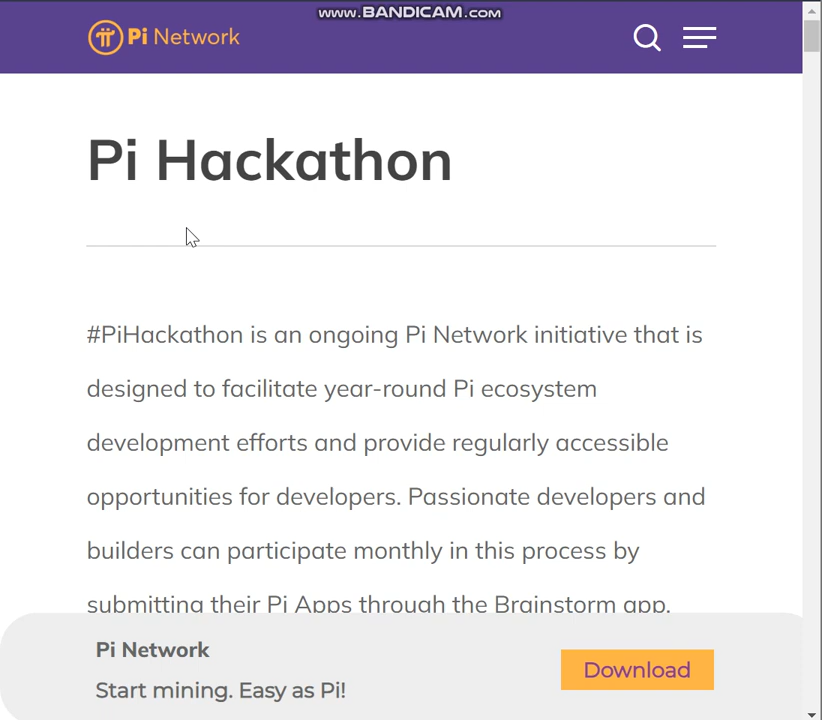 www.BANDICAM.com
Pi Network
Pi Hackathon
#PiHackathon is an ongoing Pi Network initiative that is
designed to facilitate year-round Pi ecosystem
development efforts and provide regularly accessible
opportunities for developers. Passionate developers and
builders can participate monthly in this process by
submitting their Pi Apps through the Brainstorm app.
Pi Network
Start mining. Easy as Pi!
Download